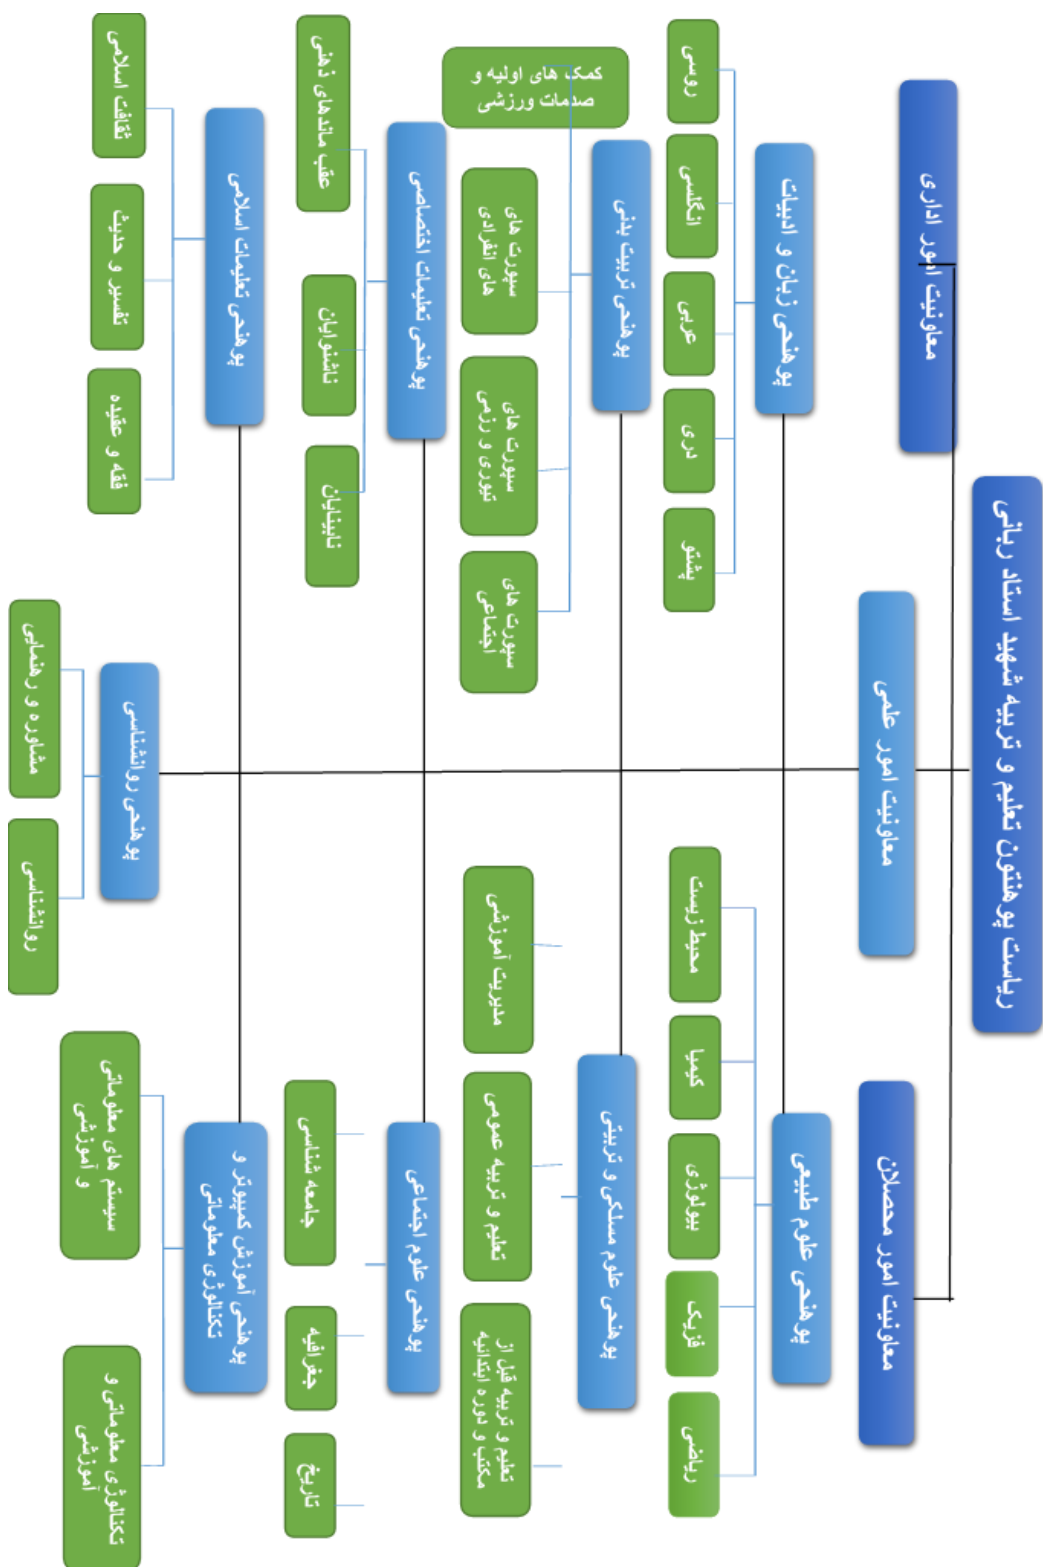 ریاست پوهنتون تعلیم و تربیه شهید استاد ربانی
معاونیت امور محصلان
معاونیت امور علمی
معاونیت امور اداری
پوهنحی علوم طبیعی
پوهنحی زبان و ادبیات
ریاضی
فزیک
بیولوژی
کیمیا
محیط زیست
پشتو
دری
عربی
انگلسی
روسی
پوهنحی علوم مسلکی و تربیتی
پوهنحی تربیت بدنی
تعلیم و تربیه قبل از
مکتب و دوره ابتدائیه
تعلیم و تربیه عمومی
مدیریت آموزشی
سپورت های
اجتماعی
سپورت های
تیوری و رزمی
سپورت های
های انفرادی
کمک های اولیه و
صدمات ورزشی
پوهنحی علوم اجتماعی
پوهنحی تعلیمات اختصاصی
تاریخ
جغرافیه
جامعه شناسی
نابینایان
ناشنوایان
عقب ماندهای ذهنی
پوهنحی آموزش کمپیوتر و
تکنالوژی معلوماتی
پوهنحی تعلیمات اسلامی
تکنالوژی معلوماتی و
آموزشی
سیستم های معلوماتی
و آموزشی
فقه و عقیده
تفسیر و حدیث
ثقافت اسلامی
پوهنحی روانشناسی
روانشناسی
مشاوره و رهنمایی